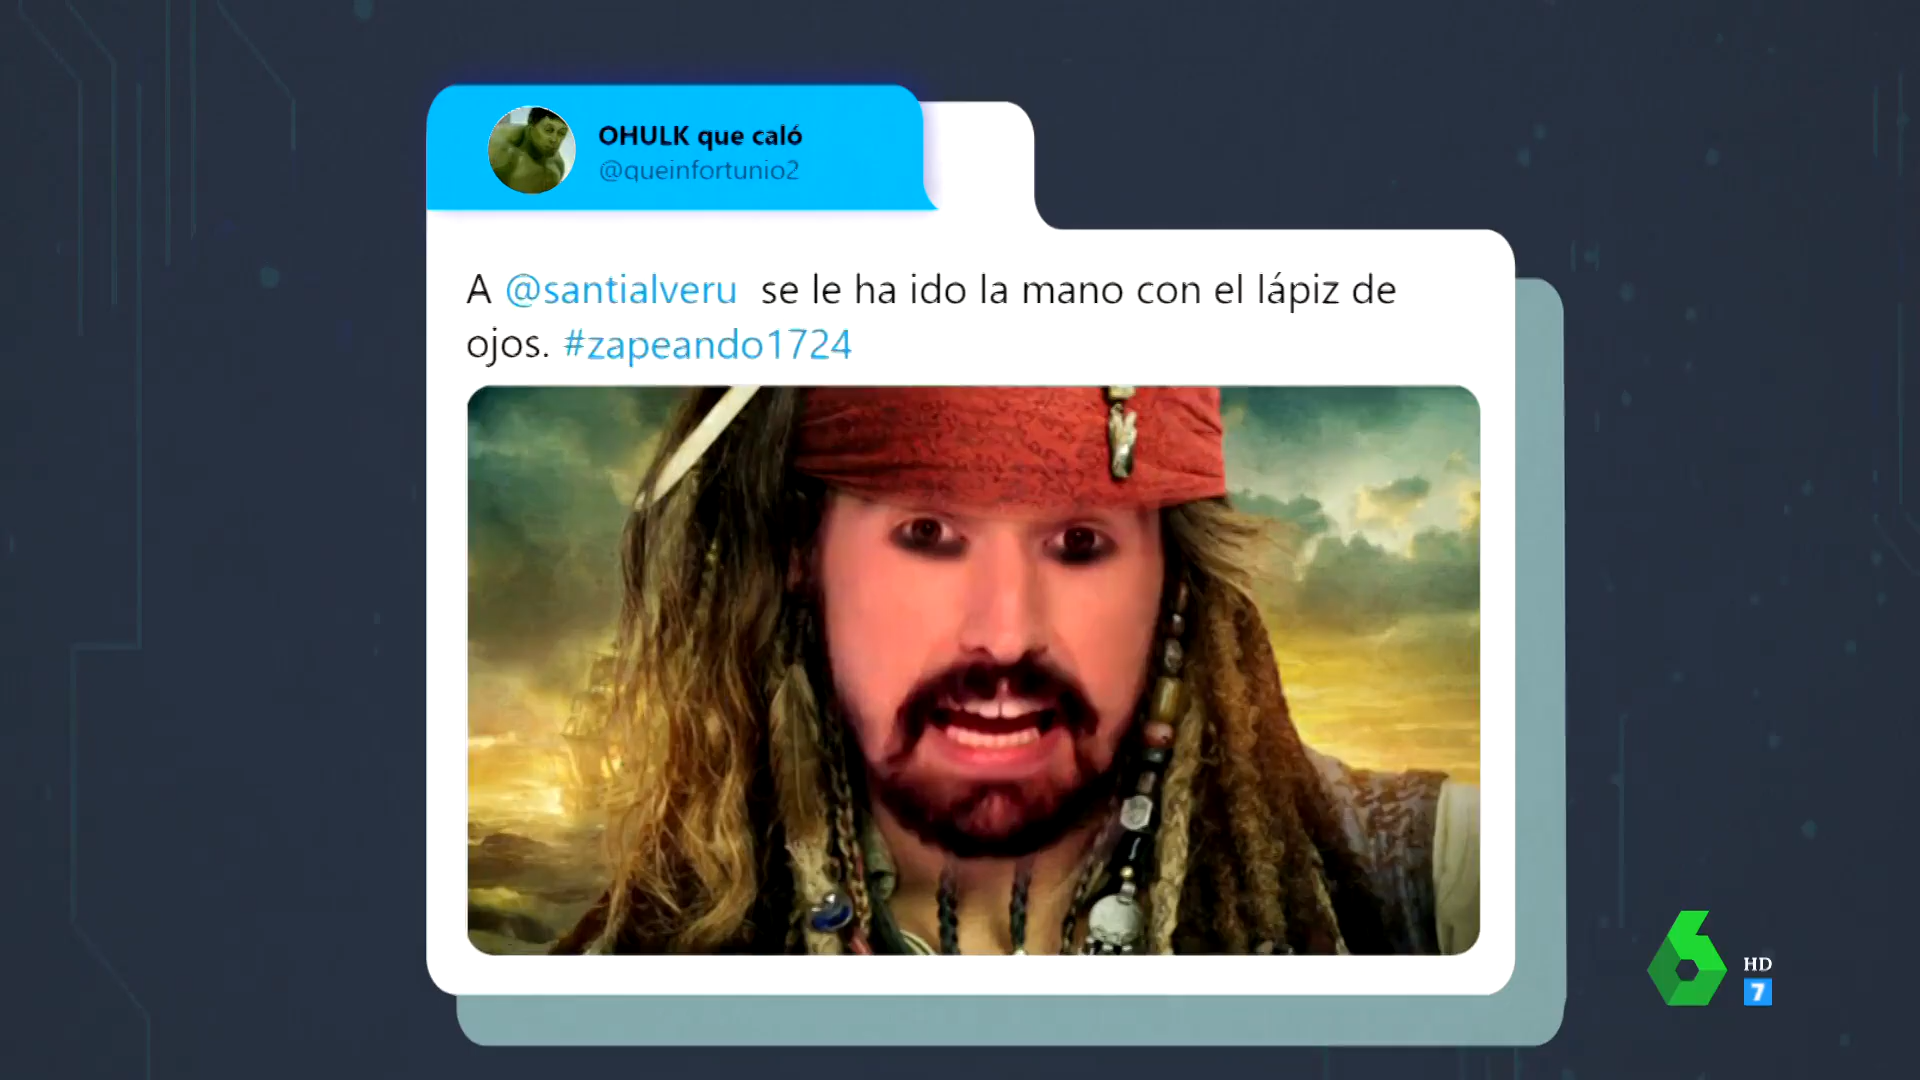 OHULK que caló
@queinfortunio2
A @santialveru se le ha ido la mano con el lápiz de
ojos. #zapeando1724
6
HD
7